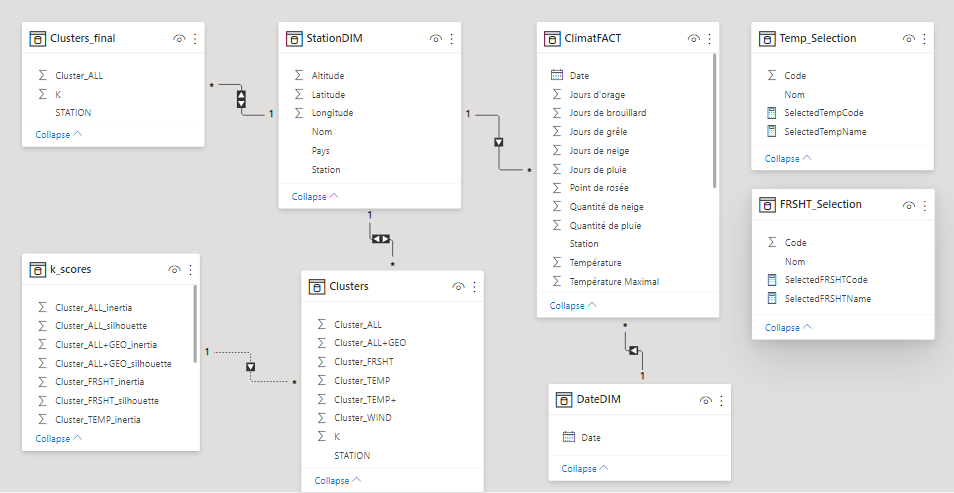 Clusters_final
Cluster_ALL
K
STATION
Collapse
*
1
StationDIM
Altitude
Latitude
Longitude
Nom
Pays
Station
Collapse
1
*
1
*
ClimatFACT
Date
Jours d'orage
Jours de brouillard
Jours de grêle
Jours de neige
Jours de pluie
Point de rosée
Quantité de neige
Quantité de pluie
Station
Température
Température Maximal
Collapse
*
1
Temp_Selection
Code
Nom
SelectedTempCode
SelectedTempName
Collapse
FRSHT_Selection
Code
Nom
SelectedFRSHTCode
SelectedFRSHTName
Collapse
k_scores
Cluster_ALL_inertia
Cluster_ALL_silhouette
Cluster_ALL+GEO_inertia
Cluster_ALL+GEO_silhouette
Cluster_FRSHT_inertia
Cluster_FRSHT_silhouette
Cluster_TEMP_inertia
Collapse
1
*
Clusters
Cluster_ALL
Cluster_ALL+GEO
Cluster_FRSHT
Cluster_TEMP
Cluster_TEMP+
Cluster_WIND
K
STATION
Collapse
DateDIM
Date
Collapse